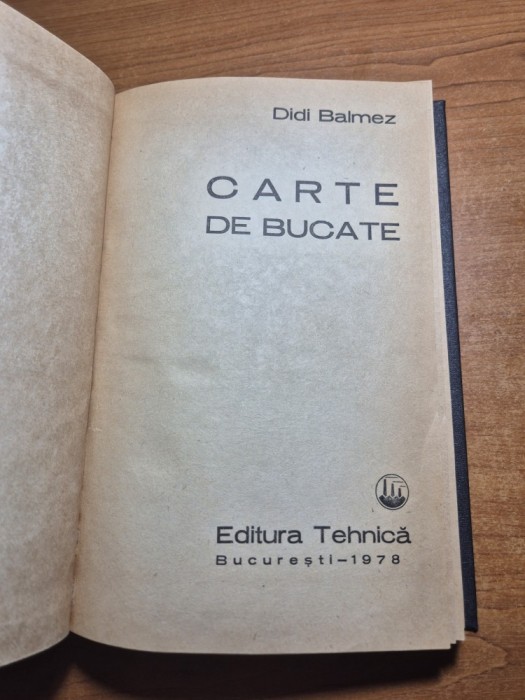 Didi Balmez
CARTE
DE BUCATE
Editura Tehnică
București-1978